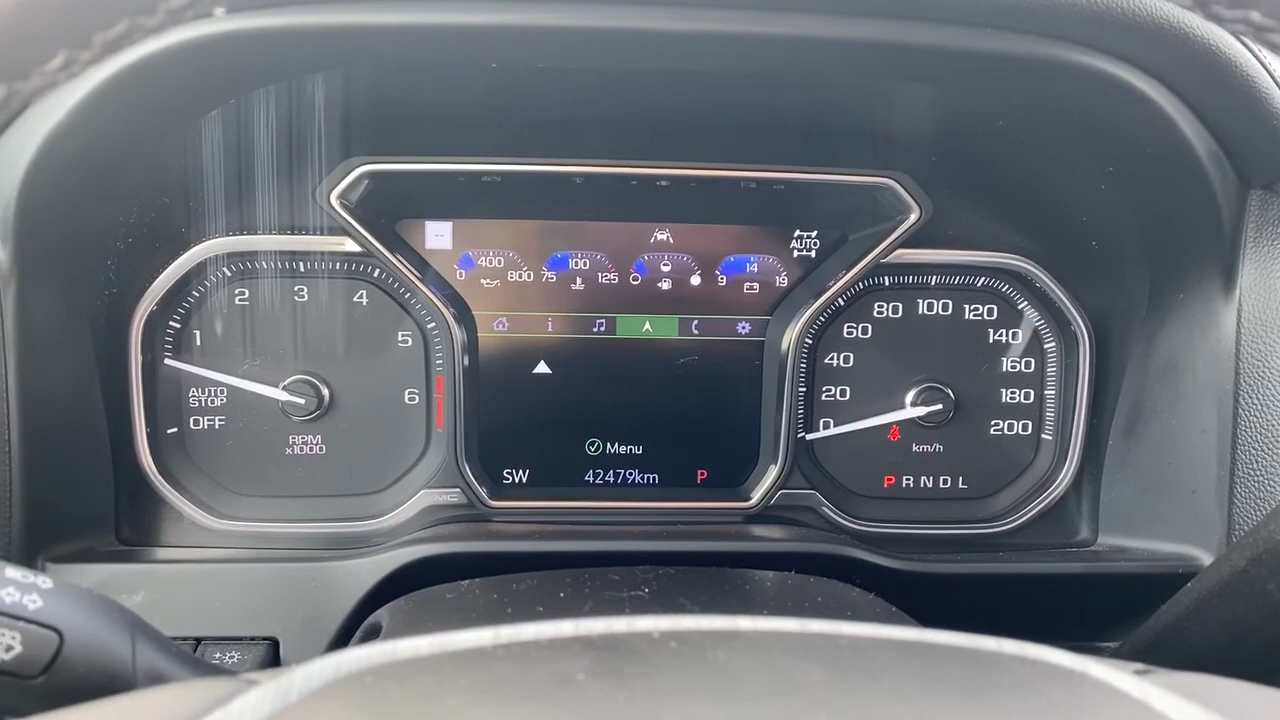 --
AUTO
400
0 800
100
75 125
14
9 19
i
Menu
SW 42479km P
1 2 3 4 5 6
AUTO
STOP
OFF
RPM
x1000
GMC
0 20 40 60 80 100 120 140 160 180 200
km/h
P R N D L